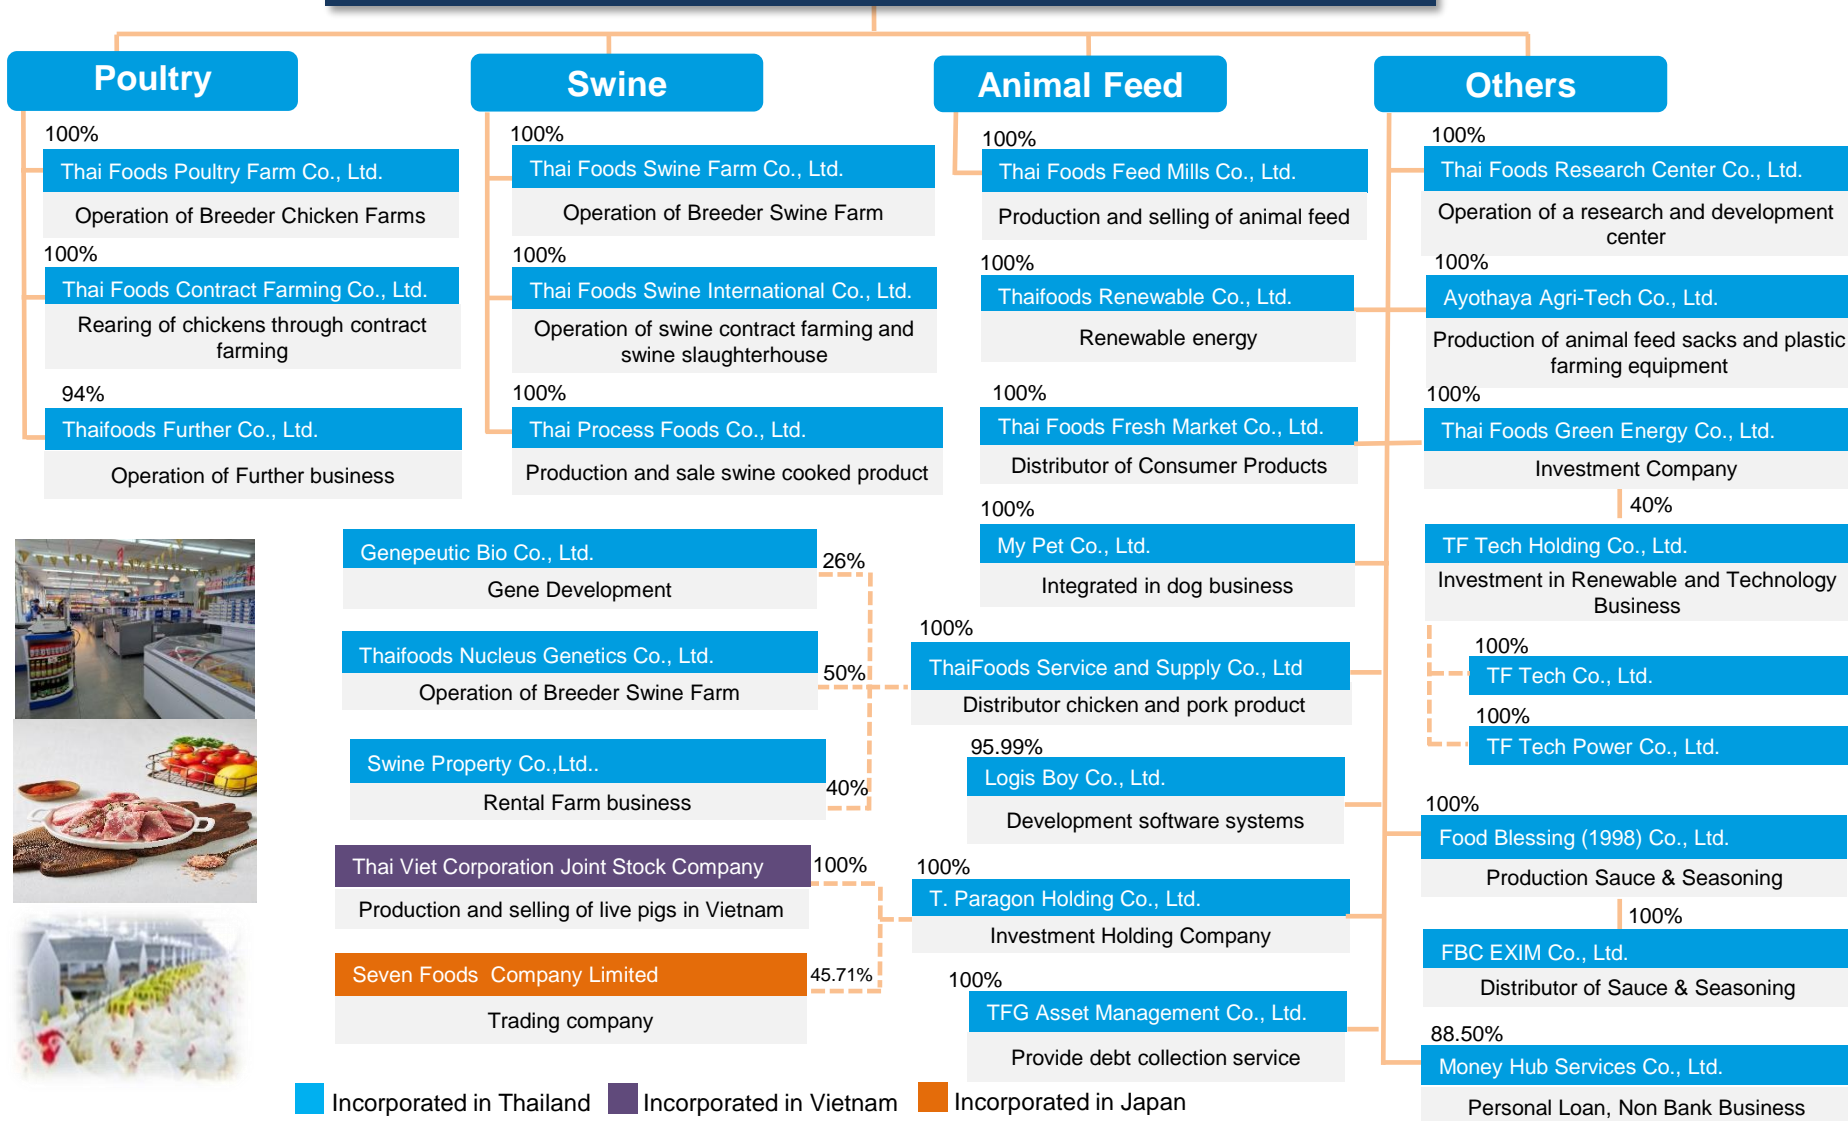 Poultry
Swine
Animal Feed
Others
100%
Thai Foods Poultry Farm Co., Ltd.
Operation of Breeder Chicken Farms
100%
Thai Foods Contract Farming Co., Ltd.
Rearing of chickens through contract
farming
94%
Thaifoods Further Co., Ltd.
Operation of Further business
100%
Thai Foods Swine Farm Co., Ltd.
Operation of Breeder Swine Farm
100%
Thai Foods Swine International Co., Ltd.
Operation of swine contract farming and
swine slaughterhouse
100%
Thai Process Foods Co., Ltd.
Production and sale swine cooked product
100%
Thai Foods Feed Mills Co., Ltd.
Production and selling of animal feed
100%
Thaifoods Renewable Co., Ltd.
Renewable energy
100%
Thai Foods Fresh Market Co., Ltd.
Distributor of Consumer Products
100%
My Pet Co., Ltd.
Integrated in dog business
100%
ThaiFoods Service and Supply Co., Ltd
Distributor chicken and pork product
95.99%
Logis Boy Co., Ltd.
Development software systems
100%
T. Paragon Holding Co., Ltd.
Investment Holding Company
100%
TFG Asset Management Co., Ltd.
Provide debt collection service
100%
Thai Foods Research Center Co., Ltd.
Operation of a research and development
center
100%
Ayothaya Agri-Tech Co., Ltd.
Production of animal feed sacks and plastic
farming equipment
100%
Thai Foods Green Energy Co., Ltd.
Investment Company
40%
TF Tech Holding Co., Ltd.
Investment in Renewable and Technology
Business
100%
TF Tech Co., Ltd.
100%
TF Tech Power Co., Ltd.
100%
Food Blessing (1998) Co., Ltd.
Production Sauce & Seasoning
100%
FBC EXIM Co., Ltd.
Distributor of Sauce & Seasoning
88.50%
Money Hub Services Co., Ltd.
Personal Loan, Non Bank Business
Genepeutic Bio Co., Ltd.
26%
Gene Development
Thaifoods Nucleus Genetics Co., Ltd.
50%
Operation of Breeder Swine Farm
Swine Property Co.,Ltd..
40%
Rental Farm business
Thai Viet Corporation Joint Stock Company
100%
Production and selling of live pigs in Vietnam
Seven Foods  Company Limited
45.71%
Trading company
Incorporated in Thailand
Incorporated in Vietnam
Incorporated in Japan